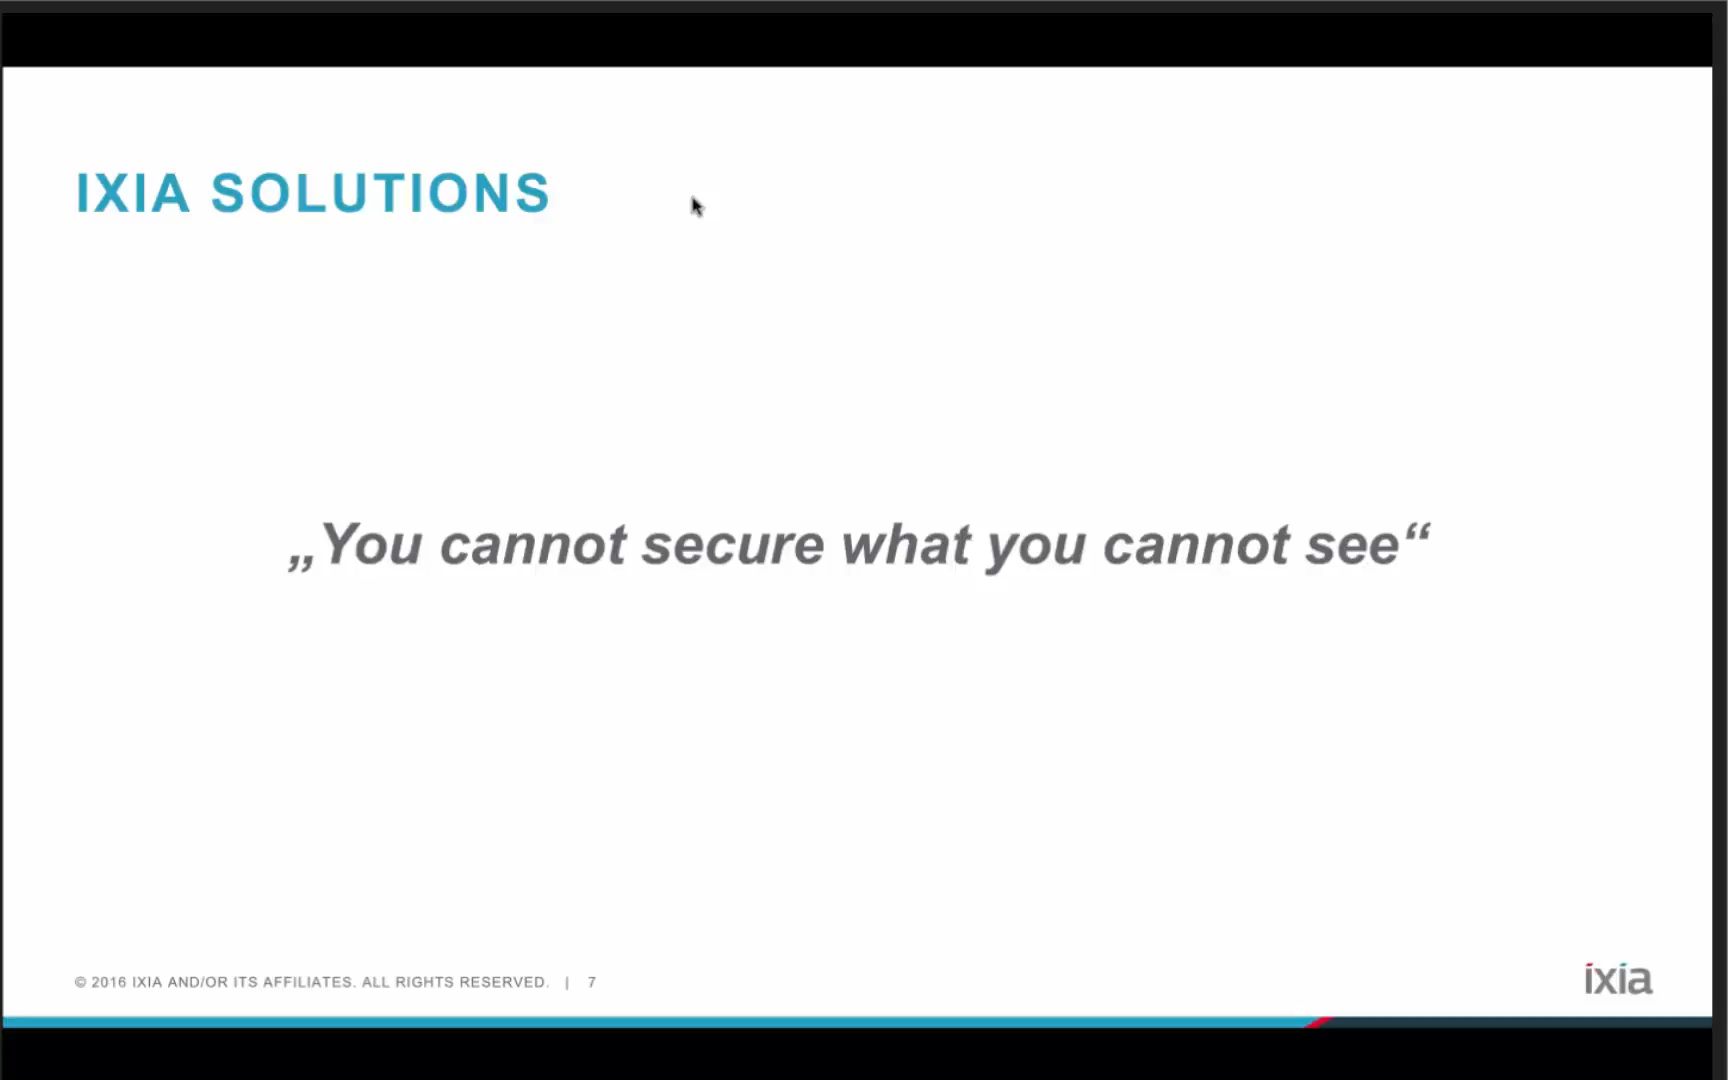 IXIA SOLUTIONS
„You cannot secure what you cannot see“
© 2016 IXIA AND/OR ITS AFFILIATES. ALL RIGHTS RESERVED. | 7
ixia